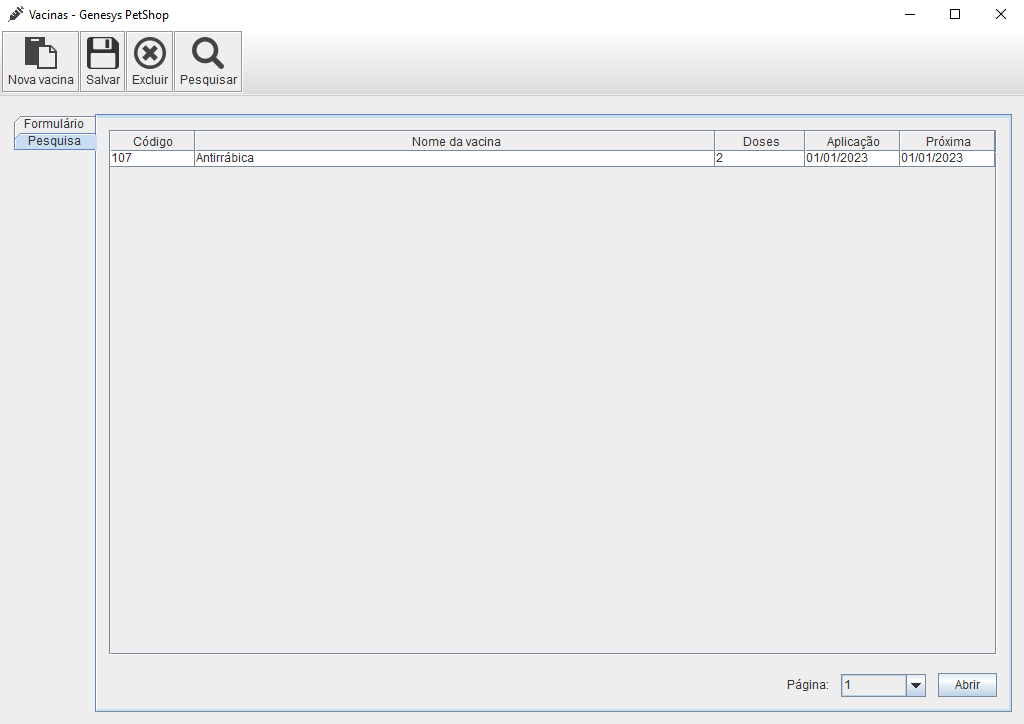 Vacinas - Genesys PetShop
Nova vacina Salvar Excluir Pesquisar
Formulário
Pesquisa
Código Nome da vacina Doses Aplicação Próxima
107 Antirrábica 2 01/01/2023 01/01/2023
Página: 1 Abrir